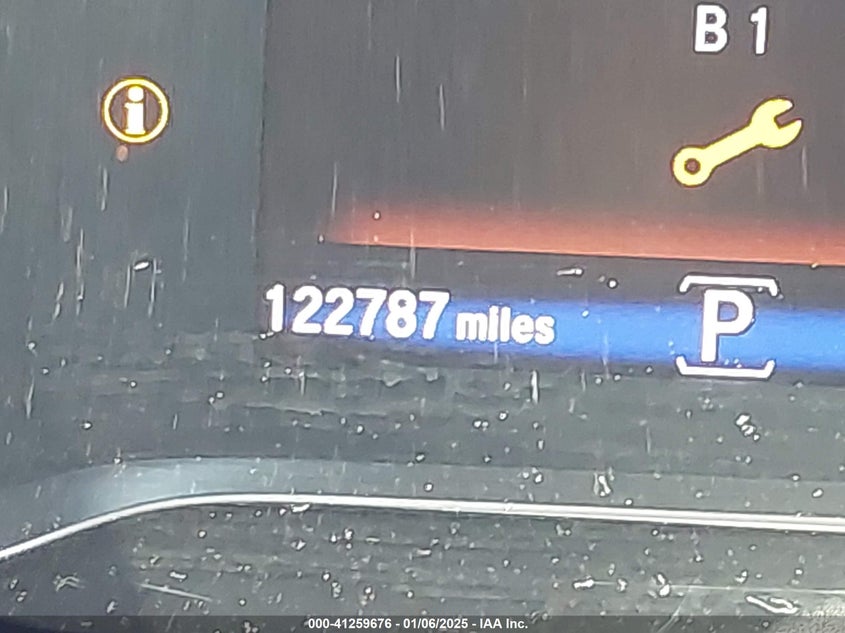 B 1
122787 miles
P
000-41259676 - 01/06/2025 - IAA Inc.